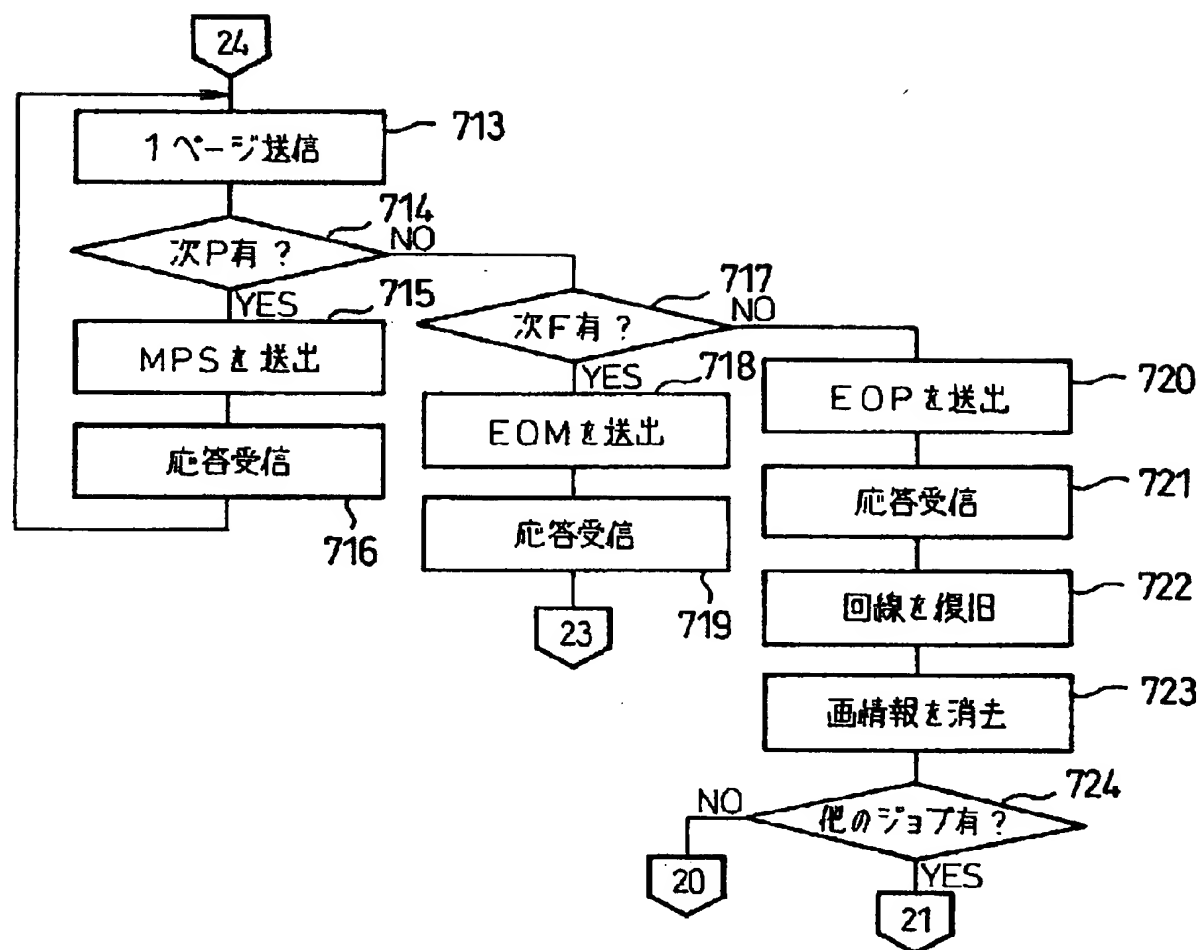 24
1ページ送信
713
次P有?
714
NO
YES
715
MPSを送出
応答受信
716
次F有?
717
NO
YES
718
EOMを送出
応答受信
719
23
EOPを送出
720
応答受信
721
回線を復旧
722
画情報を消去
723
他のジョブ有?
724
NO
20
YES
21